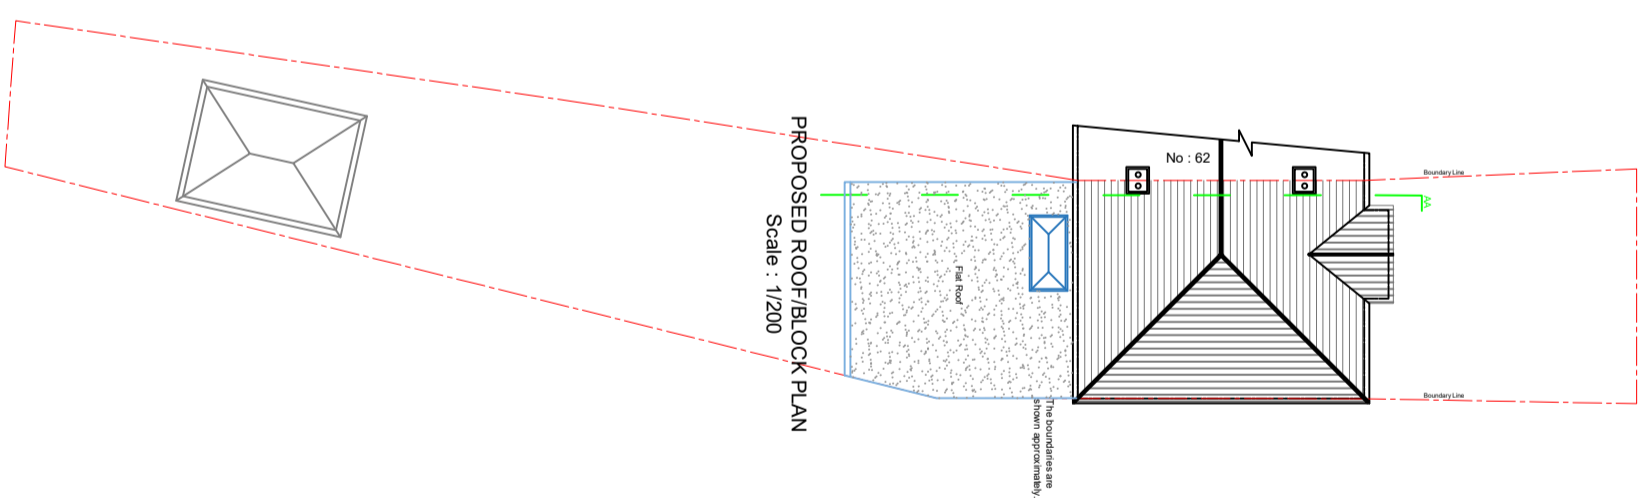 PROPOSED ROOF/BLOCK PLAN
Scale : 1/200
No : 62
Boundary Line
AA
Flat Roof
The boundaries are
shown approximately.
Boundary Line